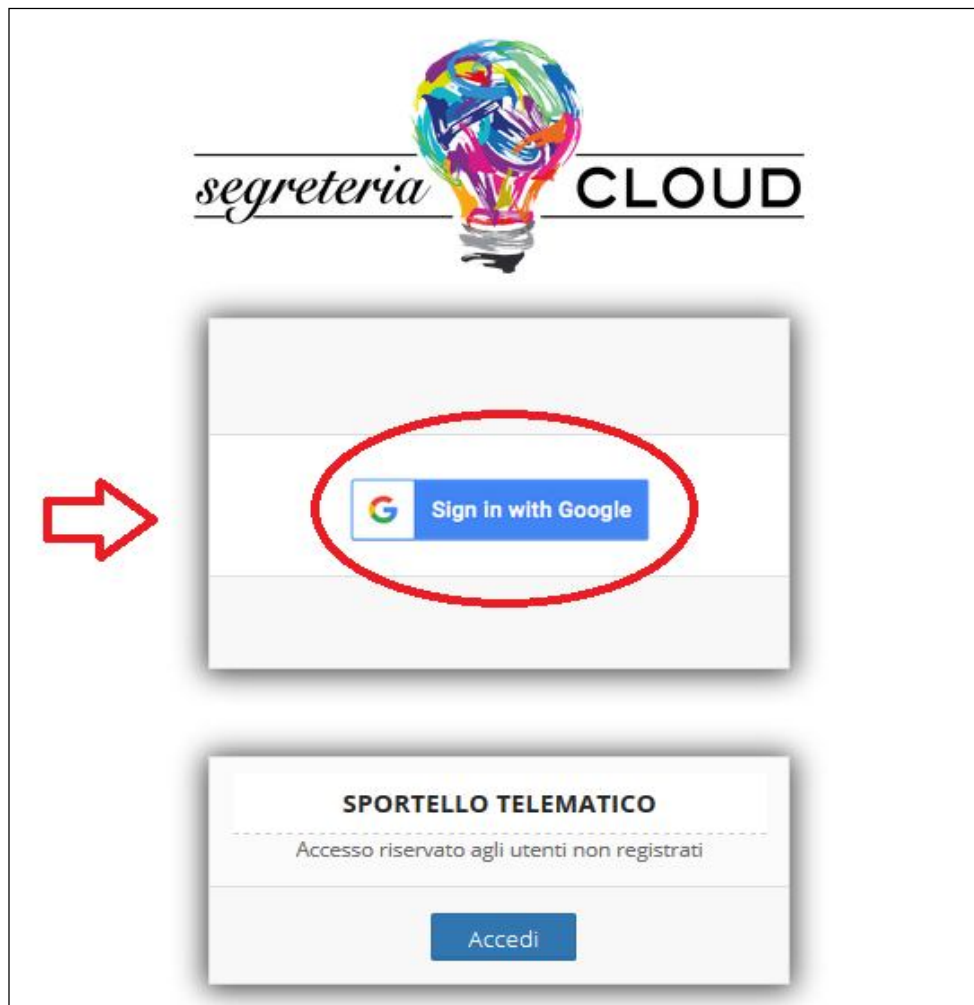 segreteria CLOUD
G Sign in with Google
SPORTELLO TELEMATICO
Accesso riservato agli utenti non registrati
Accedi